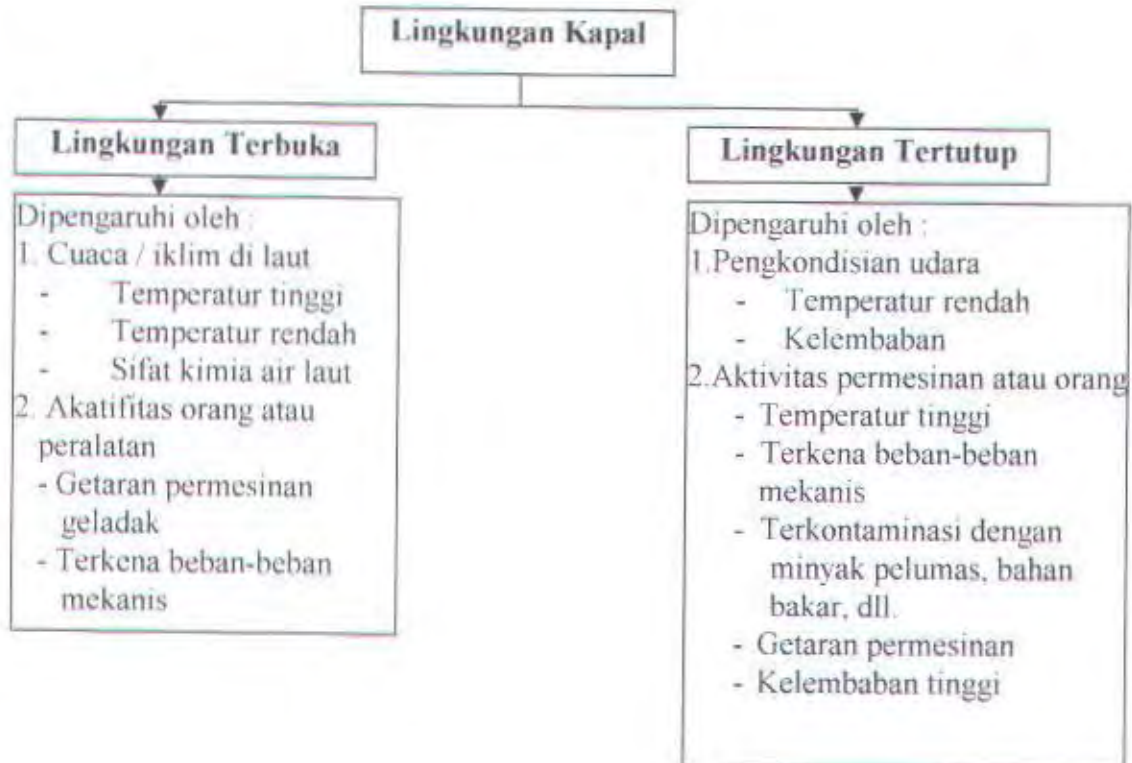 Lingkungan Kapal
Lingkungan Terbuka
Dipengaruhi oleh :
1. Cuaca / iklim di laut
- Temperatur tinggi
- Temperatur rendah
- Sifat kimia air laut
2. Akatifitas orang atau
peralatan
- Getaran permesinan
geladak
- Terkena beban-beban
mekanis
Lingkungan Tertutup
Dipengaruhi oleh :
1.Pengkondisian udara
- Temperatur rendah
- Kelembaban
2.Aktivitas permesinan atau orang
- Temperatur tinggi
- Terkena beban-beban
mekanis
- Terkontaminasi dengan
minyak pelumas, bahan
bakar, dll.
- Getaran permesinan
- Kelembaban tinggi